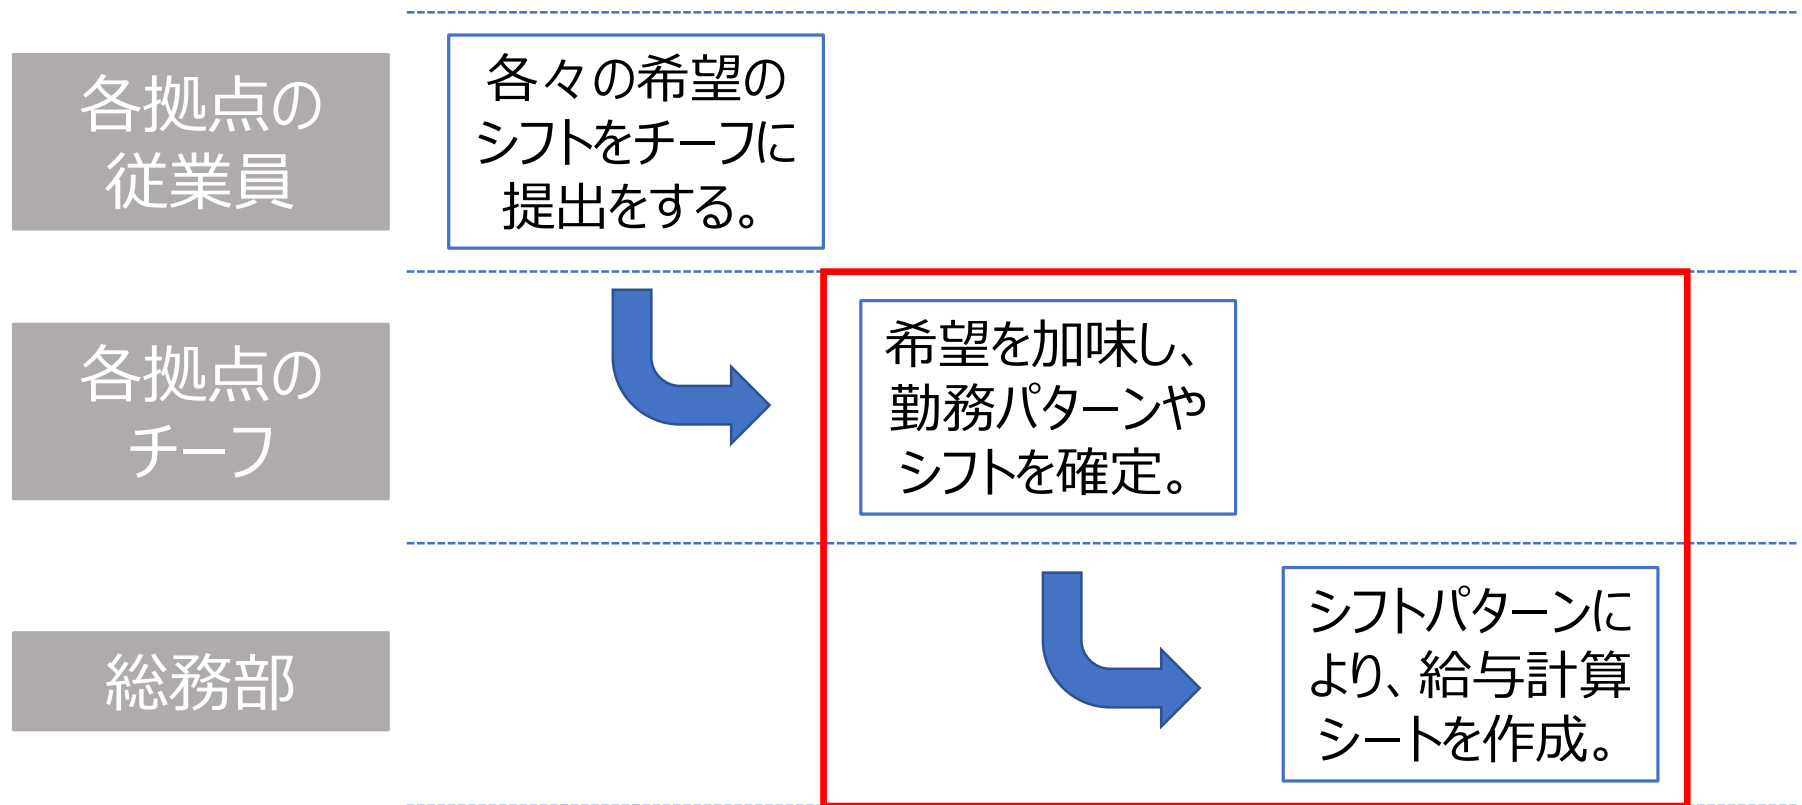 各拠点の
従業員
各々の希望の
シフトをチーフに
提出をする。
各拠点の
チーフ
希望を加味し、
勤務パターンや
シフトを確定。
総務部
シフトパターンに
より、給与計算
シートを作成。